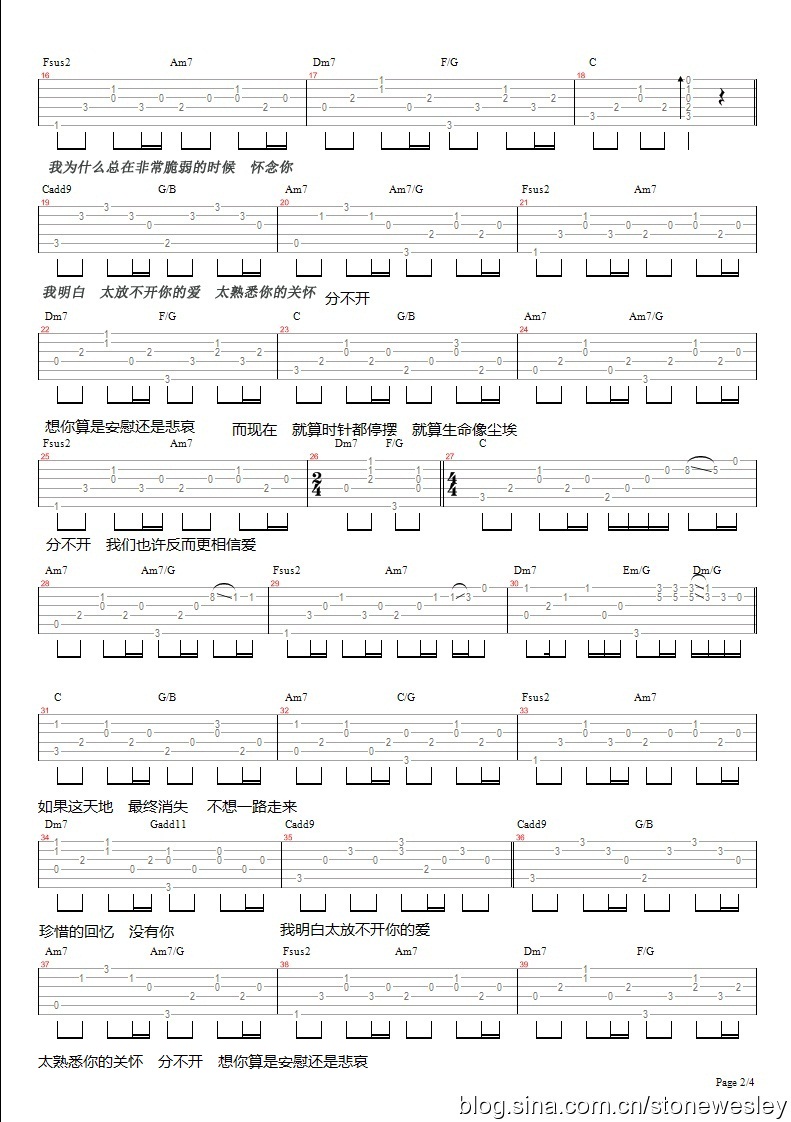 Fsus2 Am7 Dm7 F/G C
16 17 18
我为什么总在非常脆弱的时候 怀念你
Cadd9 G/B Am7 Am7/G Fsus2 Am7
19 20 21
我明白 太放不开你的爱 太熟悉你的关怀 分不开
Dm7 F/G C G/B Am7 Am7/G
22 23 24
想你算是安慰还是悲哀 而现在 就算时针都停摆 就算生命像尘埃
Fsus2 Am7 Dm7 F/G C
25 26 27
分不开 我们也许反而更相信爱
Am7 Am7/G Fsus2 Am7 Dm7 Em/G Dm/G
28 29 30
C G/B Am7 C/G Fsus2 Am7
31 32 33
如果这天地 最终消失 不想一路走来
Dm7 Gadd11 Cadd9 Cadd9 G/B
34 35 36
珍惜的回忆 没有你 我明白太放不开你的爱
Am7 Am7/G Fsus2 Am7 Dm7 F/G
37 38 39
太熟悉你的关怀 分不开 想你算是安慰还是悲哀
Page 2/4
blog.sina.com.cn/stonewesley